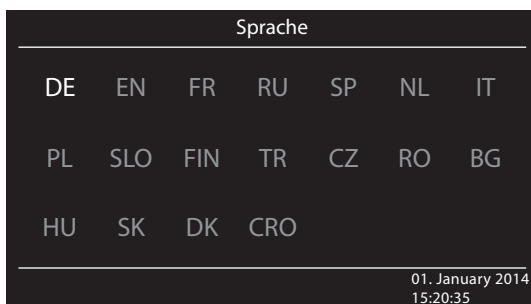 Sprache
DE EN FR RU SP NL IT
PL SLO FIN TR CZ RO BG
HU SK DK CRO
01. January 2014
15:20:35